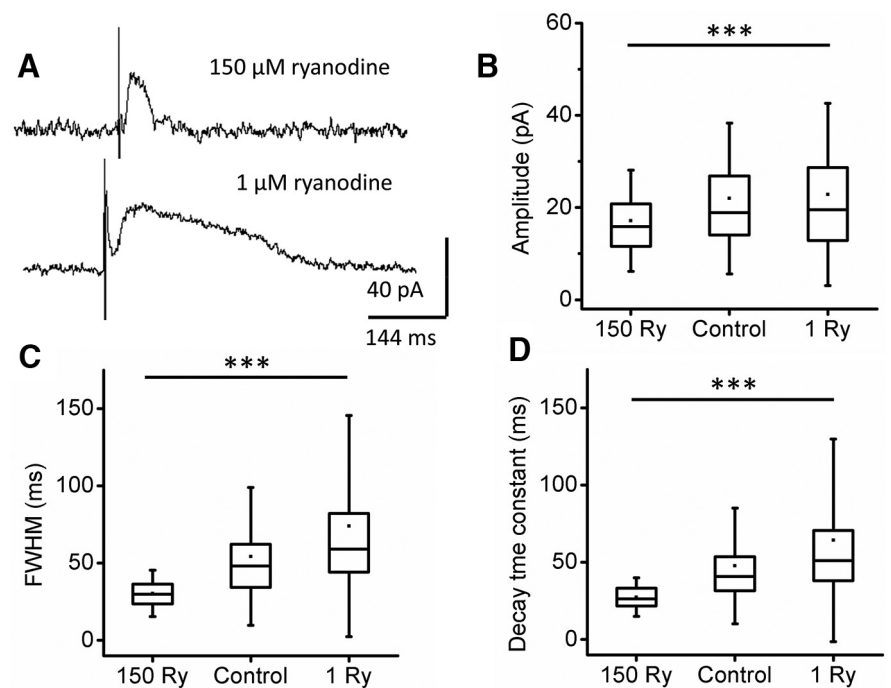 A
150 µM ryanodine
1 µM ryanodine
40 pA
144 ms
B
Amplitude (pA)
60
40
20
0
***
150 Ry Control 1 Ry
C
FWHM (ms)
150
100
50
0
***
150 Ry Control 1 Ry
D
Decay tme constant (ms)
150
100
50
0
***
150 Ry Control 1 Ry